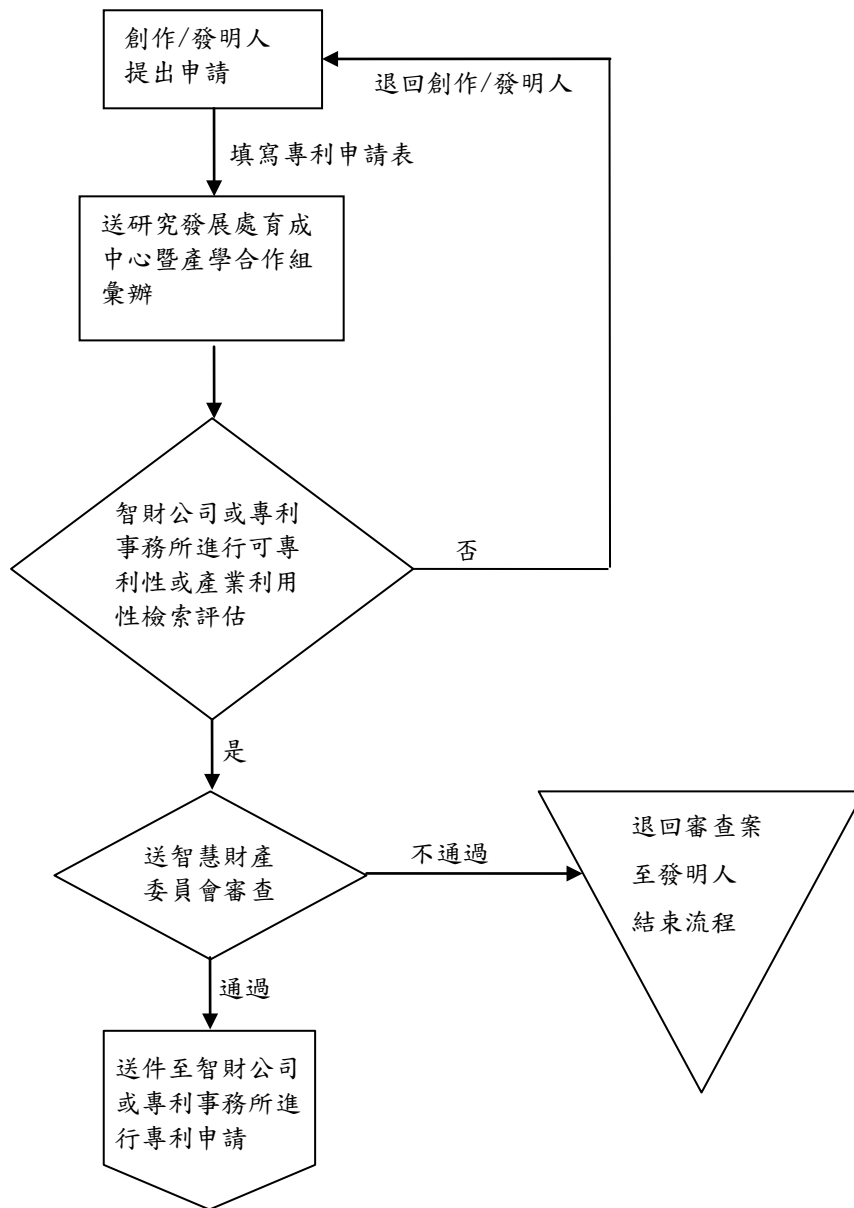 創作/發明人
提出申請
退回創作/發明人
填寫專利申請表
送研究發展處育成
中心暨產學合作組
彙辦
智財公司或專利
事務所進行可專
利性或產業利用
性檢索評估
否
是
送智慧財產
委員會審查
不通過
退回審查案
至發明人
結束流程
通過
送件至智財公司
或專利事務所進
行專利申請